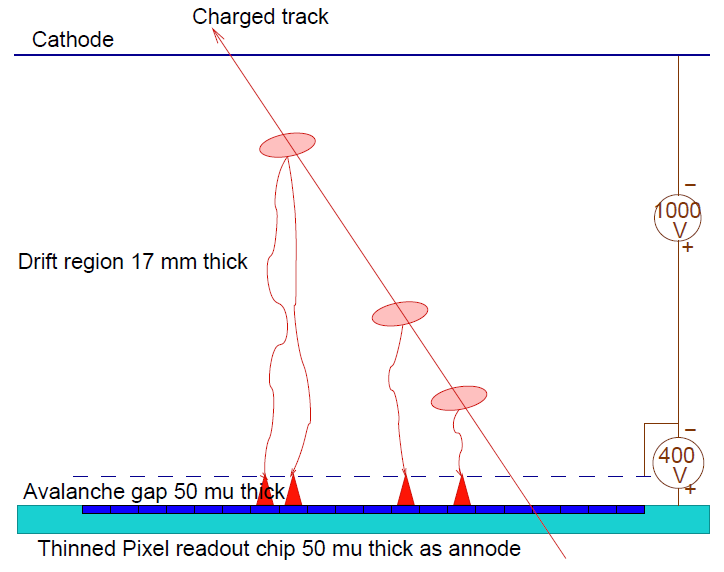 Charged track
Cathode
−
1000
V
+
Drift region 17 mm thick
−
400
V
+
Avalanche gap 50 mu thick
Thinned Pixel readout chip 50 mu thick as annode